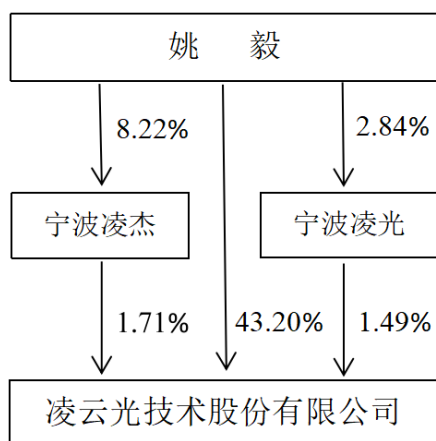 姚 毅
8.22%
2.84%
宁波凌杰
宁波凌光
1.71%
43.20%
1.49%
凌云光技术股份有限公司